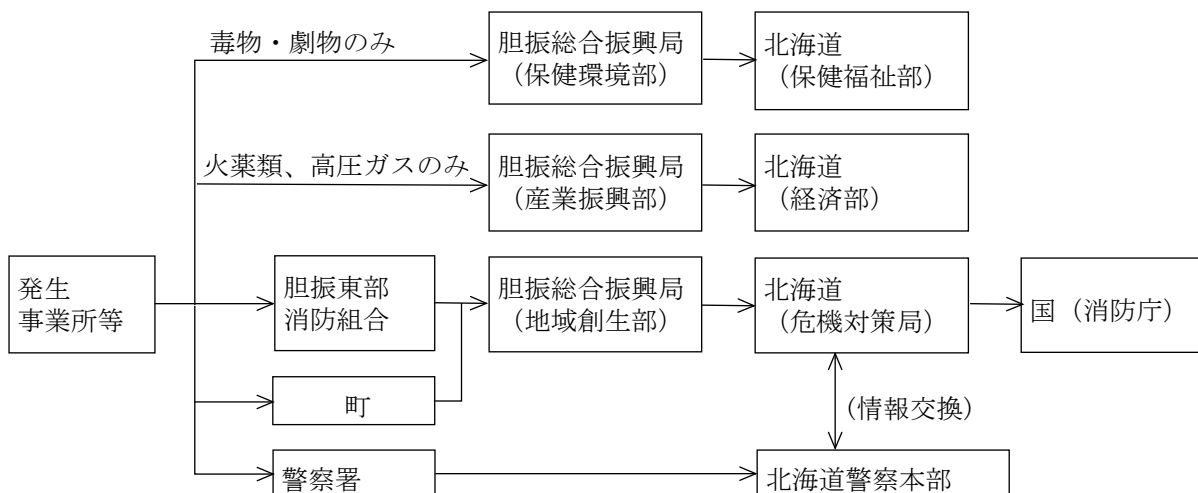 毒物・劇物のみ
胆振総合振興局
（保健環境部）
北海道
（保健福祉部）
火薬類、高圧ガスのみ
胆振総合振興局
（産業振興部）
北海道
（経済部）
発生
事業所等
胆振東部
消防組合
胆振総合振興局
（地域創生部）
北海道
（危機対策局）
国（消防庁）
町
（情報交換）
警察署
北海道警察本部